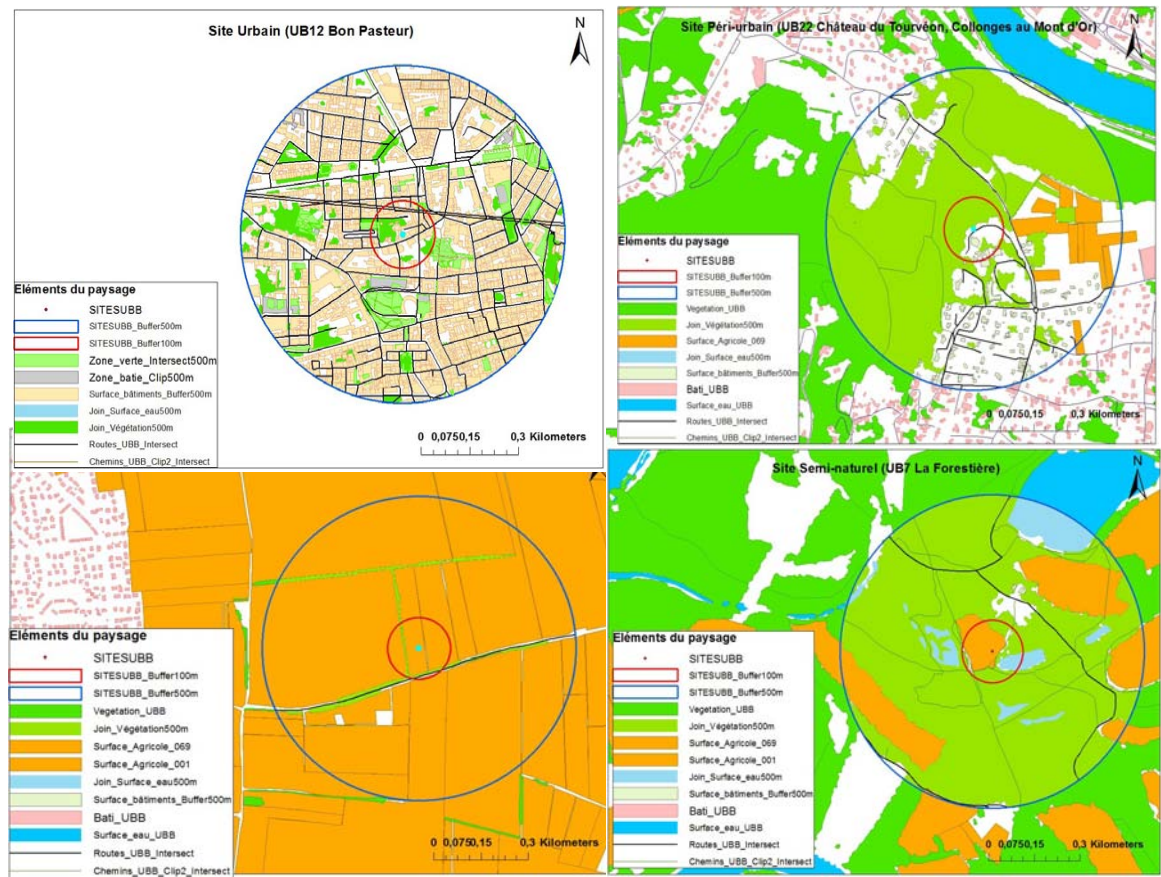 Site Urbain (UB12 Bon Pasteur)
N
Eléments du paysage
SITESUBB
SITESUBB_Buffer500m
SITESUBB_Buffer100m
Zone_verte_Intersect500m
Zone_batie_Clip500m
Surface_bâtiments_Buffer500m
Join_Surface_eau500m
Join_Végétation500m
Routes_UBB_Intersect
Chemins_UBB_Clip2_Intersect
0 0,0750,15 0,3 Kilometers
Site Péri-urbain (UB22 Château du Tourvéon, Collonges au Mont d'Or)
N
Eléments du paysage
SITESUBB
SITESUBB_Buffer100m
SITESUBB_Buffer500m
Vegetation_UBB
Join_Végétation500m
Surface_Agricole_069
Join_Surface_eau500m
Surface_bâtiments_Buffer500m
Bati_UBB
Surface_eau_UBB
Routes_UBB_Intersect
Chemins_UBB_Clip2_Intersect
0 0,0750,15 0,3 Kilometers
Eléments du paysage
SITESUBB
SITESUBB_Buffer100m
SITESUBB_Buffer500m
Vegetation_UBB
Join_Végétation500m
Surface_Agricole_069
Surface_Agricole_001
Join_Surface_eau500m
Surface_bâtiments_Buffer500m
Bati_UBB
Surface_eau_UBB
Routes_UBB_Intersect
Chemins_UBB_Clip2_Intersect
0 0,0750,15 0,3 Kilometers
Site Semi-naturel (UB7 La Forestière)
N
Eléments du paysage
SITESUBB
SITESUBB_Buffer100m
SITESUBB_Buffer500m
Vegetation_UBB
Join_Végétation500m
Surface_Agricole_069
Surface_Agricole_001
Join_Surface_eau500m
Surface_bâtiments_Buffer500m
Bati_UBB
Surface_eau_UBB
Routes_UBB_Intersect
Chemins_UBB_Clip2_Intersect
0 0,0750,15 0,3 Kilometers